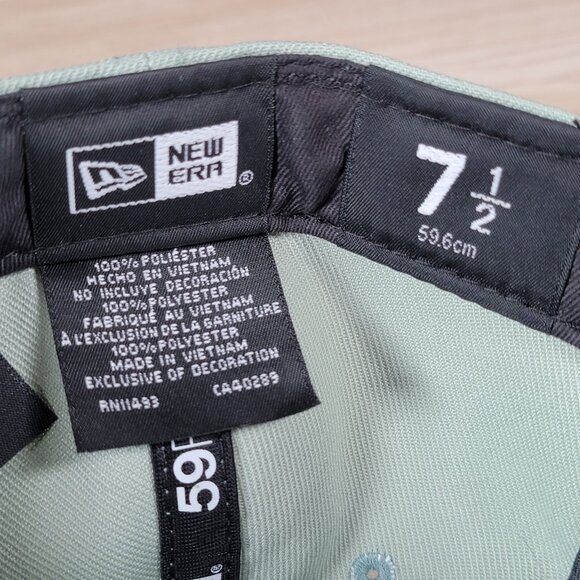 NEW
ERA®
7 1/2
59.6cm
100% POLIÉSTER
HECHO EN VIETNAM
NO INCLUYE DECORACIÓN
100% POLYESTER
FABRIQUÉ AU VIETNAM
À L'EXCLUSION DE LA GARNITURE
100% POLYESTER
MADE IN VIETNAM
EXCLUSIVE OF DECORATION
RN11493 CA40289
59F